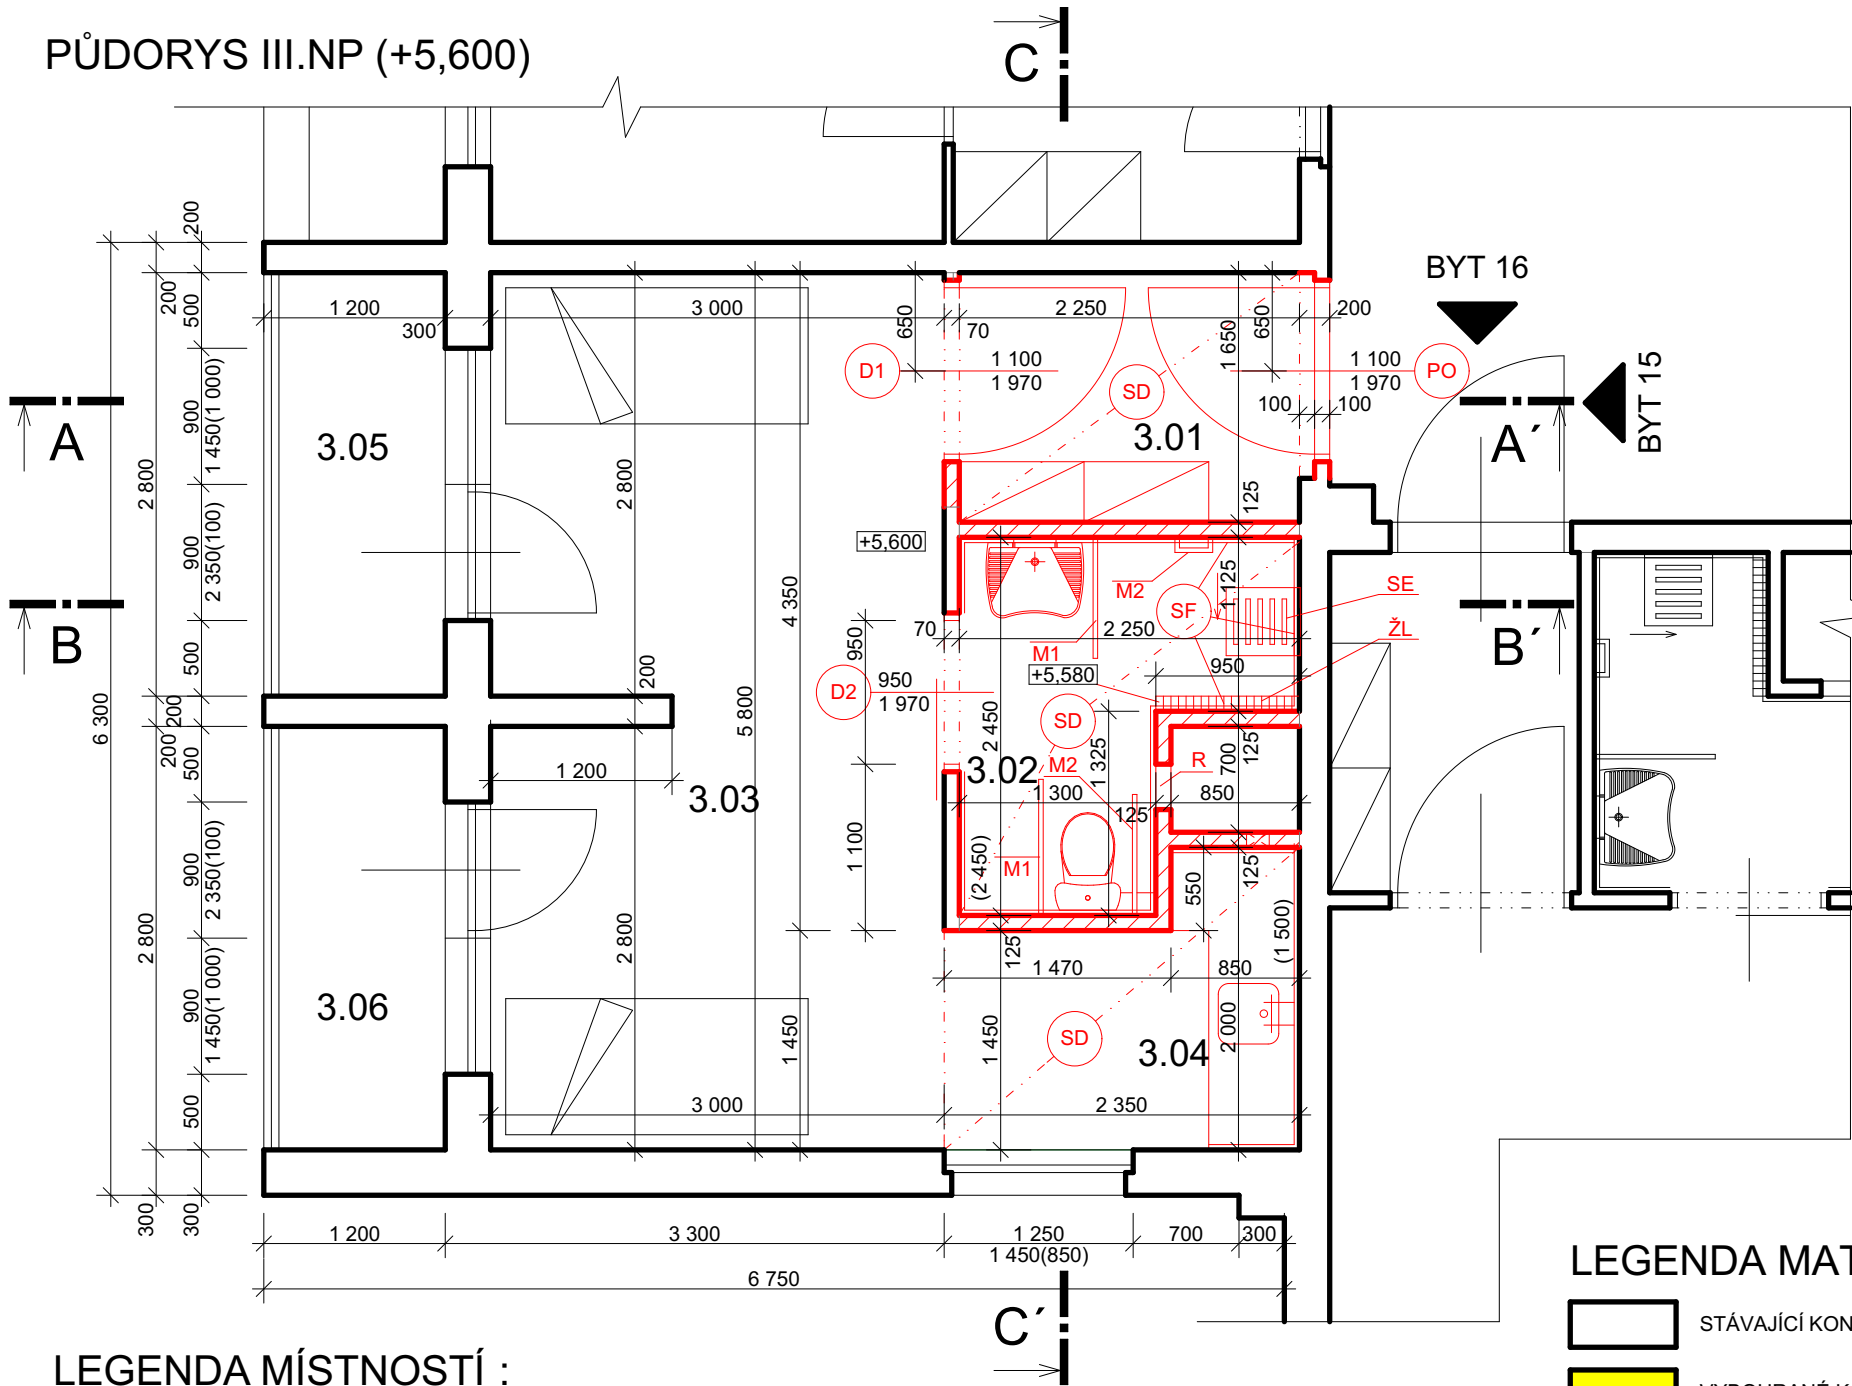 PŮDORYS III.NP (+5,600)
C
BYT 16
BYT 15
200
200
500
1 200
300
3 000
650
70
2 250
1 650
650
200
D1
1 100
1 970
SD
1 100
1 970
PO
100
100
A
A´
3.05
3.01
900
1 450(1 000)
2 800
2 800
125
+5,600
900
2 350(100)
4 350
M2
1 125
SE
SF
ŽL
B
B´
500
950
70
2 250
M1
+5,580
950
200
D2
950
1 970
6 300
200
200
5 800
SD
2 450
1 325
700
125
500
1 200
3.03
3.02
M2
R
1 300
850
125
1 100
900
2 350(100)
M1
(2 450)
550
125
2 800
2 800
125
1 470
850
(1 500)
3.06
900
1 450(1 000)
1 450
1 450
SD
3.04
2 000
500
3 000
2 350
300
300
1 200
3 300
1 250
1 450(850)
700
300
6 750
C´
LEGENDA MAT
STÁVAJÍCÍ KON
LEGENDA MÍSTNOSTÍ :